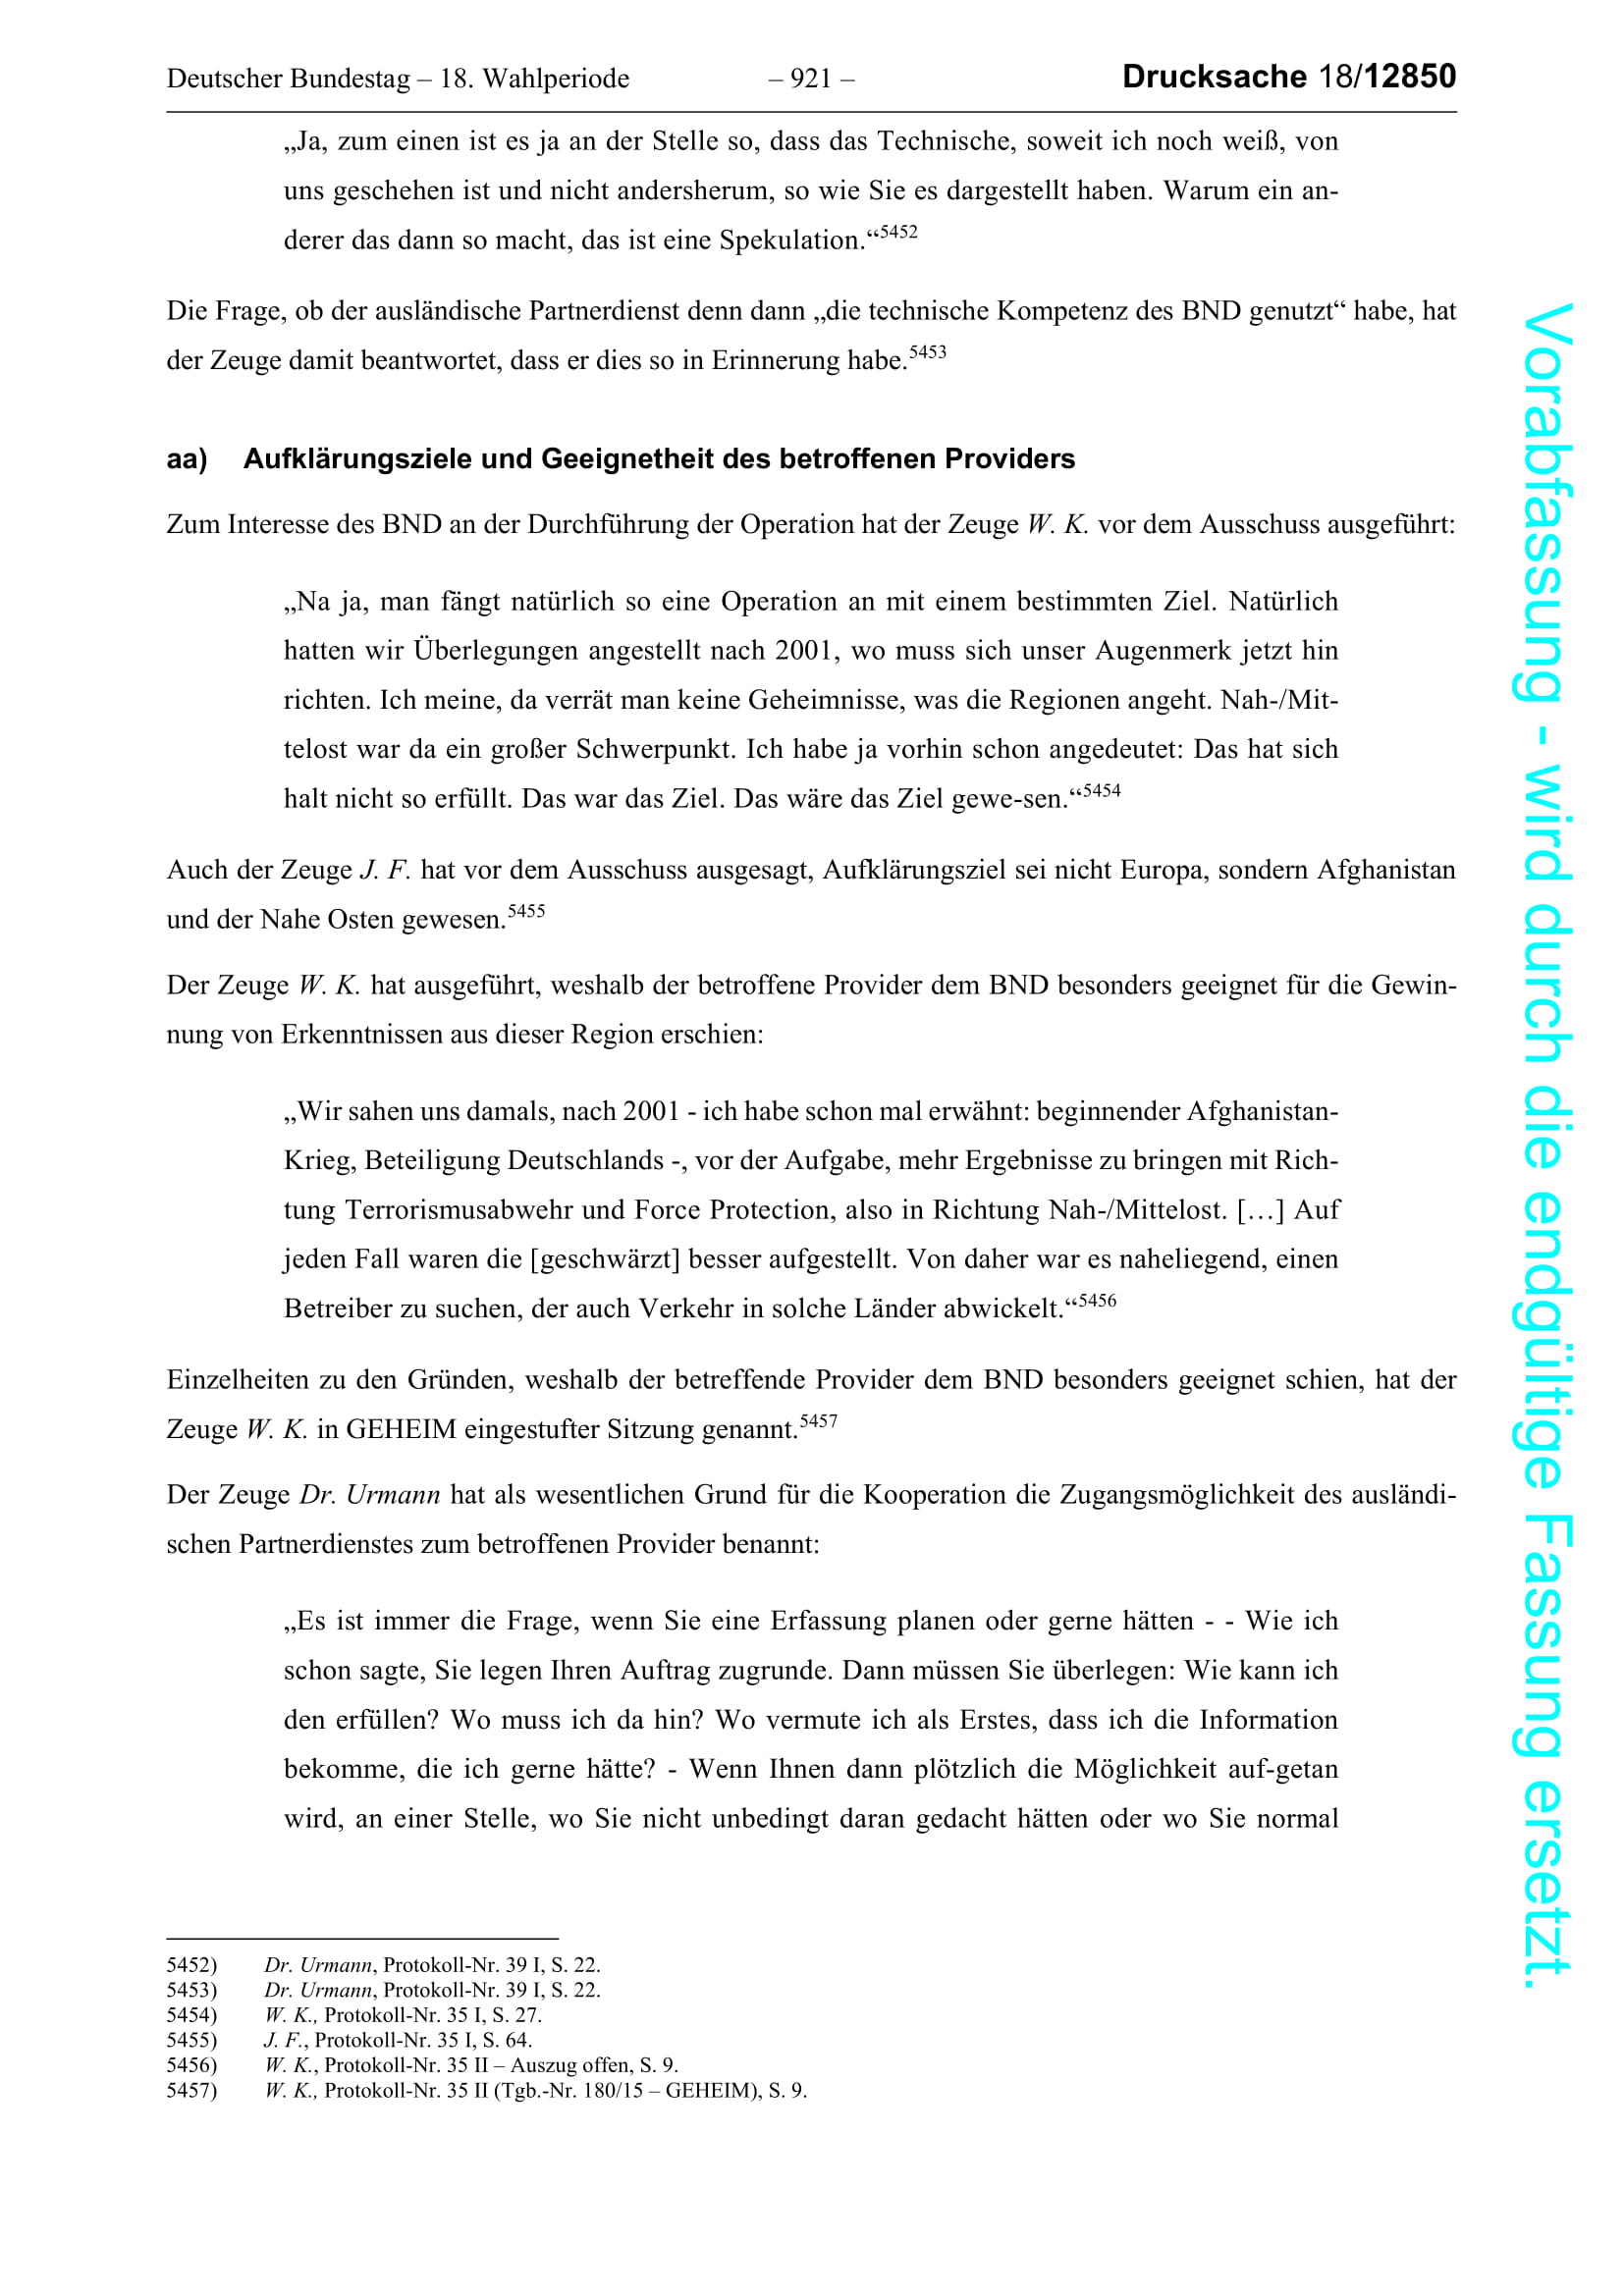 Deutscher Bundestag – 18. Wahlperiode – 921 – Drucksache 18/12850
„Ja, zum einen ist es ja an der Stelle so, dass das Technische, soweit ich noch weiß, von
uns geschehen ist und nicht andersherum, so wie Sie es dargestellt haben. Warum ein an-
derer das dann so macht, das ist eine Spekulation.“5452
Die Frage, ob der ausländische Partnerdienst denn dann „die technische Kompetenz des BND genutzt“ habe, hat
der Zeuge damit beantwortet, dass er dies so in Erinnerung habe.5453
aa) Aufklärungsziele und Geeignetheit des betroffenen Providers
Zum Interesse des BND an der Durchführung der Operation hat der Zeuge W. K. vor dem Ausschuss ausgeführt:
„Na ja, man fängt natürlich so eine Operation an mit einem bestimmten Ziel. Natürlich
hatten wir Überlegungen angestellt nach 2001, wo muss sich unser Augenmerk jetzt hin
richten. Ich meine, da verrät man keine Geheimnisse, was die Regionen angeht. Nah-/Mit-
telost war da ein großer Schwerpunkt. Ich habe ja vorhin schon angedeutet: Das hat sich
halt nicht so erfüllt. Das war das Ziel. Das wäre das Ziel gewe-sen.“5454
Auch der Zeuge J. F. hat vor dem Ausschuss ausgesagt, Aufklärungsziel sei nicht Europa, sondern Afghanistan
und der Nahe Osten gewesen.5455
Der Zeuge W. K. hat ausgeführt, weshalb der betroffene Provider dem BND besonders geeignet für die Gewin-
nung von Erkenntnissen aus dieser Region erschien:
„Wir sahen uns damals, nach 2001 - ich habe schon mal erwähnt: beginnender Afghanistan-
Krieg, Beteiligung Deutschlands -, vor der Aufgabe, mehr Ergebnisse zu bringen mit Rich-
tung Terrorismusabwehr und Force Protection, also in Richtung Nah-/Mittelost. […] Auf
jeden Fall waren die [geschwärzt] besser aufgestellt. Von daher war es naheliegend, einen
Betreiber zu suchen, der auch Verkehr in solche Länder abwickelt.“5456
Einzelheiten zu den Gründen, weshalb der betreffende Provider dem BND besonders geeignet schien, hat der
Zeuge W. K. in GEHEIM eingestufter Sitzung genannt.5457
Der Zeuge Dr. Urmann hat als wesentlichen Grund für die Kooperation die Zugangsmöglichkeit des ausländi-
schen Partnerdienstes zum betroffenen Provider benannt:
„Es ist immer die Frage, wenn Sie eine Erfassung planen oder gerne hätten - - Wie ich
schon sagte, Sie legen Ihren Auftrag zugrunde. Dann müssen Sie überlegen: Wie kann ich
den erfüllen? Wo muss ich da hin? Wo vermute ich als Erstes, dass ich die Information
bekomme, die ich gerne hätte? - Wenn Ihnen dann plötzlich die Möglichkeit auf-getan
wird, an einer Stelle, wo Sie nicht unbedingt daran gedacht hätten oder wo Sie normal
5452) Dr. Urmann, Protokoll-Nr. 39 I, S. 22.
5453) Dr. Urmann, Protokoll-Nr. 39 I, S. 22.
5454) W. K., Protokoll-Nr. 35 I, S. 27.
5455) J. F., Protokoll-Nr. 35 I, S. 64.
5456) W. K., Protokoll-Nr. 35 II – Auszug offen, S. 9.
5457) W. K., Protokoll-Nr. 35 II (Tgb.-Nr. 180/15 – GEHEIM), S. 9.
Vorabfassung - wird durch die endgültige Fassung ersetzt.